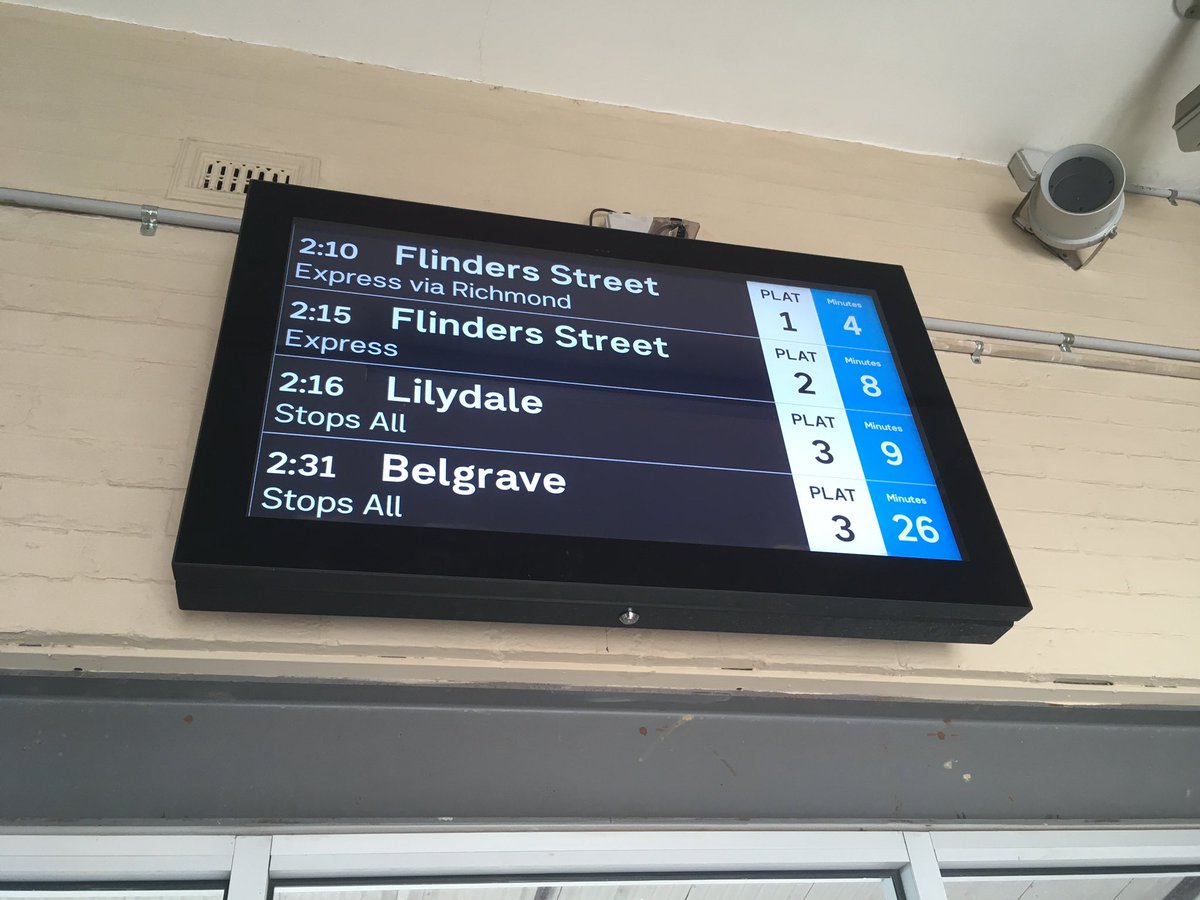 2:10 Flinders Street
Express via Richmond
PLAT 1
Minutes 4
2:15 Flinders Street
Express
PLAT 2
Minutes 8
2:16 Lilydale
Stops All
PLAT 3
Minutes 9
2:31 Belgrave
Stops All
PLAT 3
Minutes 26